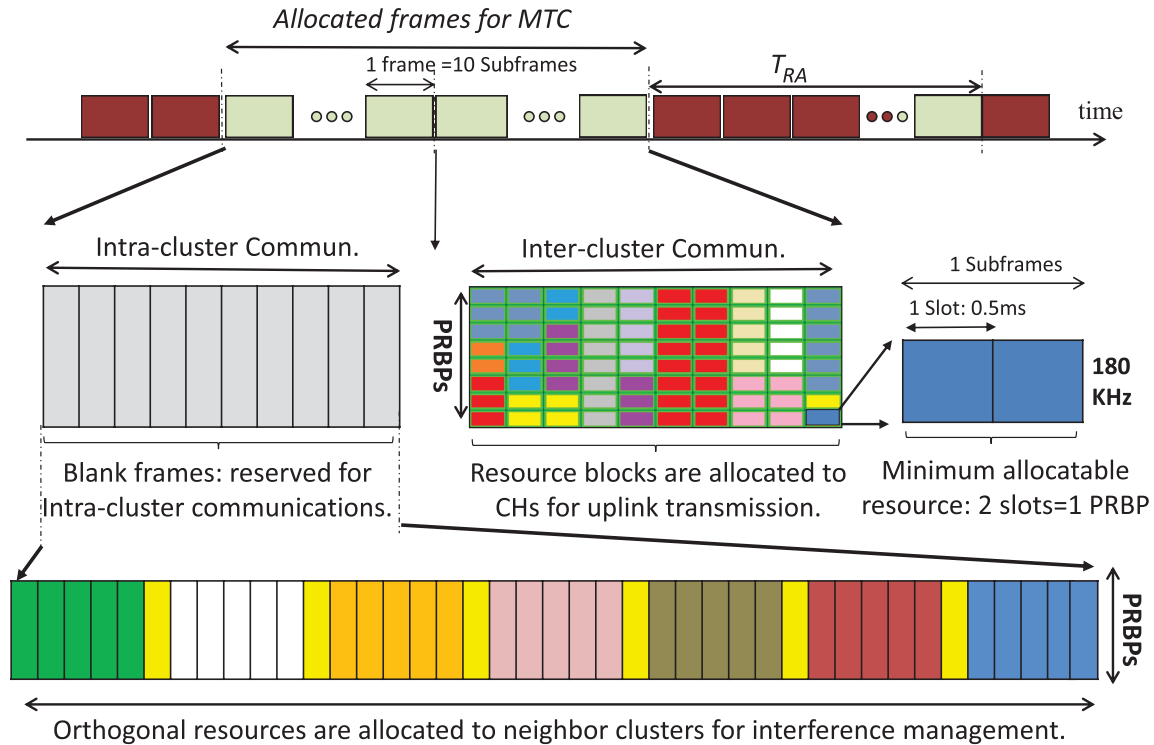 Allocated frames for MTC
1 frame =10 Subframes
T_RA
time
Intra-cluster Commun.
Inter-cluster Commun.
1 Subframes
1 Slot: 0.5ms
PRBPs
180
KHz
Blank frames: reserved for
Intra-cluster communications.
Resource blocks are allocated to
CHs for uplink transmission.
Minimum allocatable
resource: 2 slots=1 PRBP
PRBPs
Orthogonal resources are allocated to neighbor clusters for interference management.